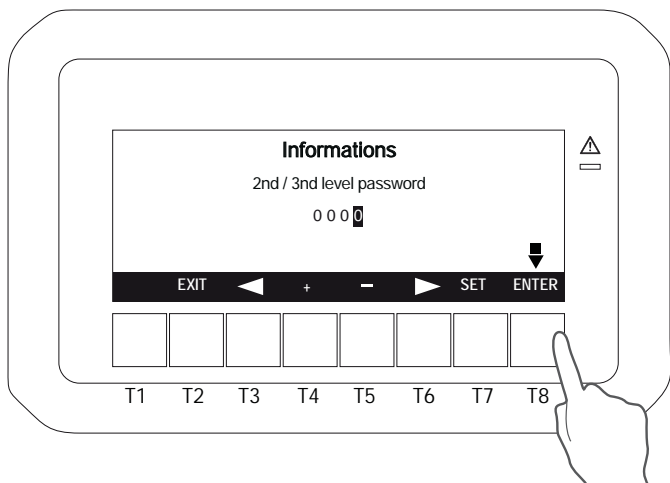 Informations
2nd / 3nd level password
0 0 0 0
EXIT + - SET ENTER
T1 T2 T3 T4 T5 T6 T7 T8